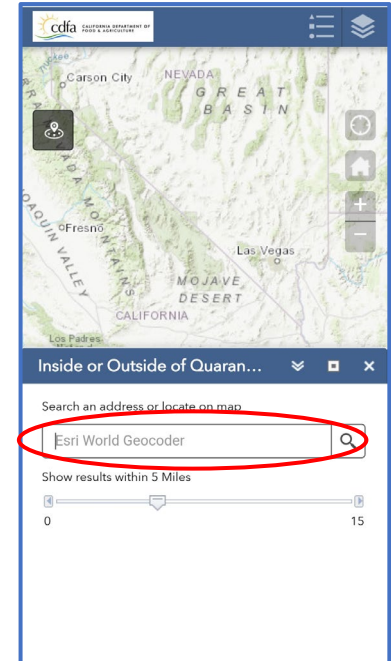 cdfa CALIFORNIA DEPARTMENT OF
FOOD & AGRICULTURE
Carson City
NEVADA
GREAT
BASIN
Fresno
Las Vegas
JOAQUIN VALLEY
MOJAVE
DESERT
CALIFORNIA
Los Padres
Inside or Outside of Quaran...
Search an address or locate on map
Esri World Geocoder
Show results within 5 Miles
0
15